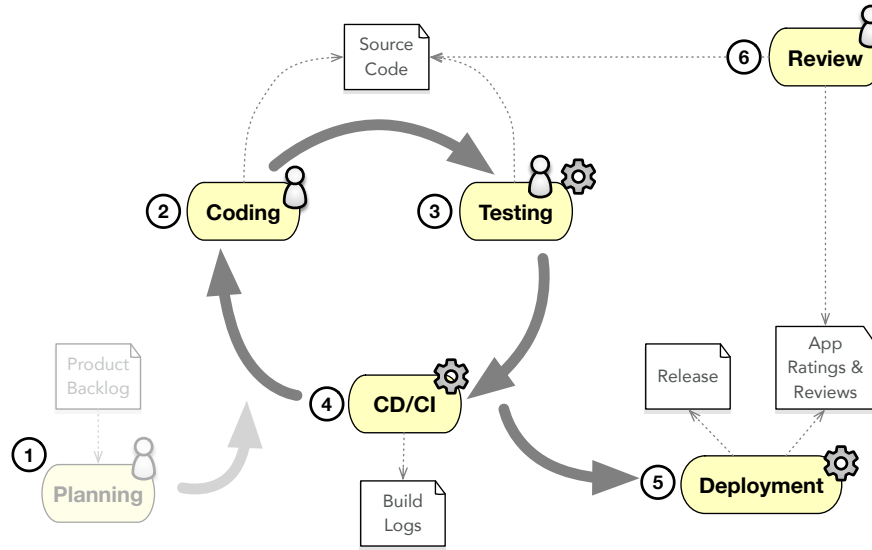 Source
Code
6
Review
2
Coding
3
Testing
Product
Backlog
4
CD/CI
Release
App
Ratings &
Reviews
1
Planning
5
Deployment
Build
Logs